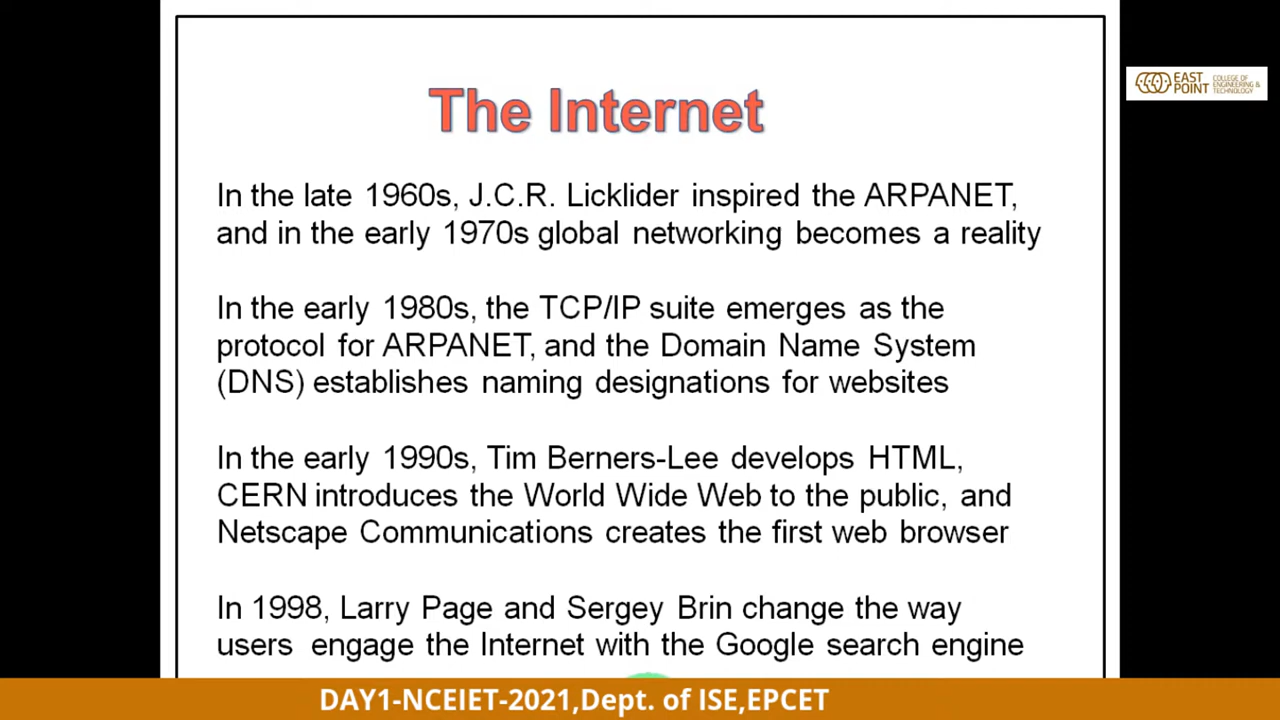 The Internet
EAST
POINT
COLLEGE OF
ENGINEERING &
TECHNOLOGY
In the late 1960s, J.C.R. Licklider inspired the ARPANET,
and in the early 1970s global networking becomes a reality
In the early 1980s, the TCP/IP suite emerges as the
protocol for ARPANET, and the Domain Name System
(DNS) establishes naming designations for websites
In the early 1990s, Tim Berners-Lee develops HTML,
CERN introduces the World Wide Web to the public, and
Netscape Communications creates the first web browser
In 1998, Larry Page and Sergey Brin change the way
users engage the Internet with the Google search engine
DAY1-NCEIET-2021,Dept. of ISE,EPCET